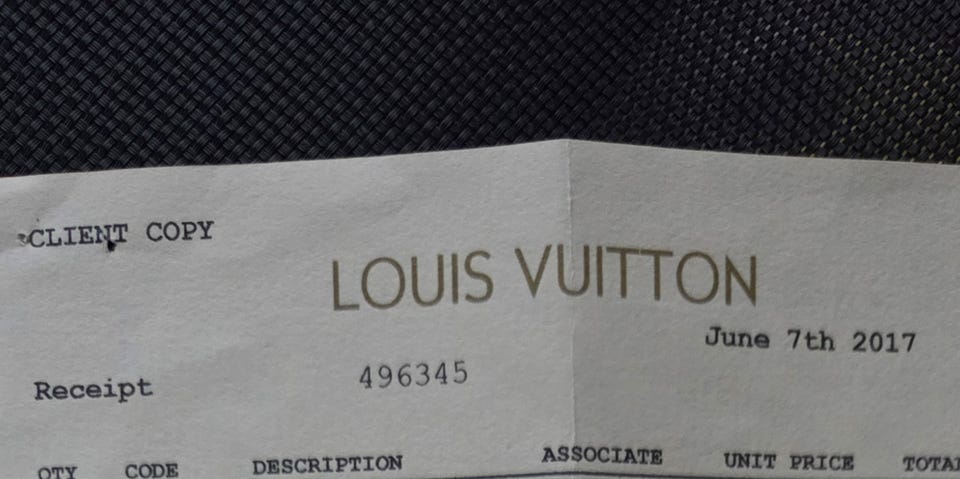 CLIENT COPY
LOUIS VUITTON
June 7th 2017
Receipt 496345
QTY CODE DESCRIPTION ASSOCIATE UNIT PRICE TOTAL